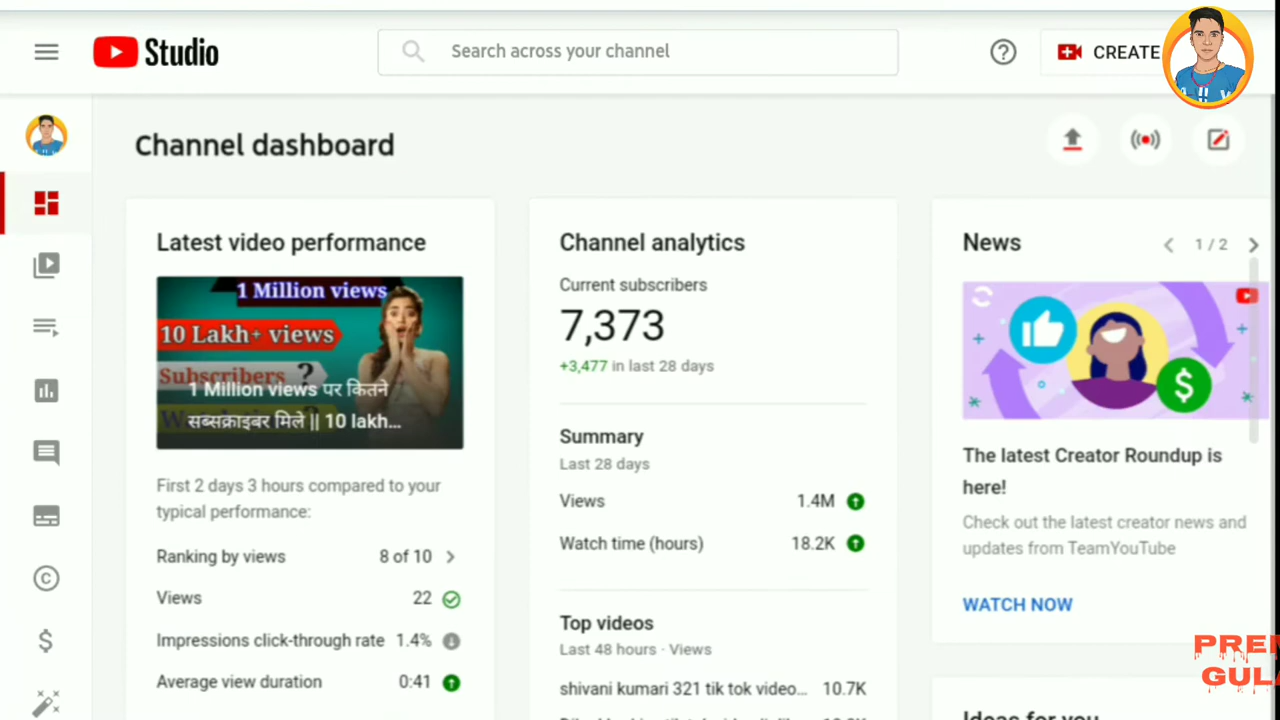 Studio
Search across your channel
CREATE
Channel dashboard
Latest video performance
1 Million views
10 Lakh+ views
Subscribers ?
1 Million views पर कितने
सब्सक्राइबर मिले || 10 lakh...
First 2 days 3 hours compared to your
typical performance:
Ranking by views 8 of 10
Views 22
Impressions click-through rate 1.4%
Average view duration 0:41
Channel analytics
Current subscribers
7,373
+3,477 in last 28 days
Summary
Last 28 days
Views 1.4M
Watch time (hours) 18.2K
Top videos
Last 48 hours · Views
shivani kumari 321 tik tok video... 10.7K
News
1 / 2
The latest Creator Roundup is
here!
Check out the latest creator news and
updates from TeamYouTube
WATCH NOW
Ideas for you
PREM
GULA